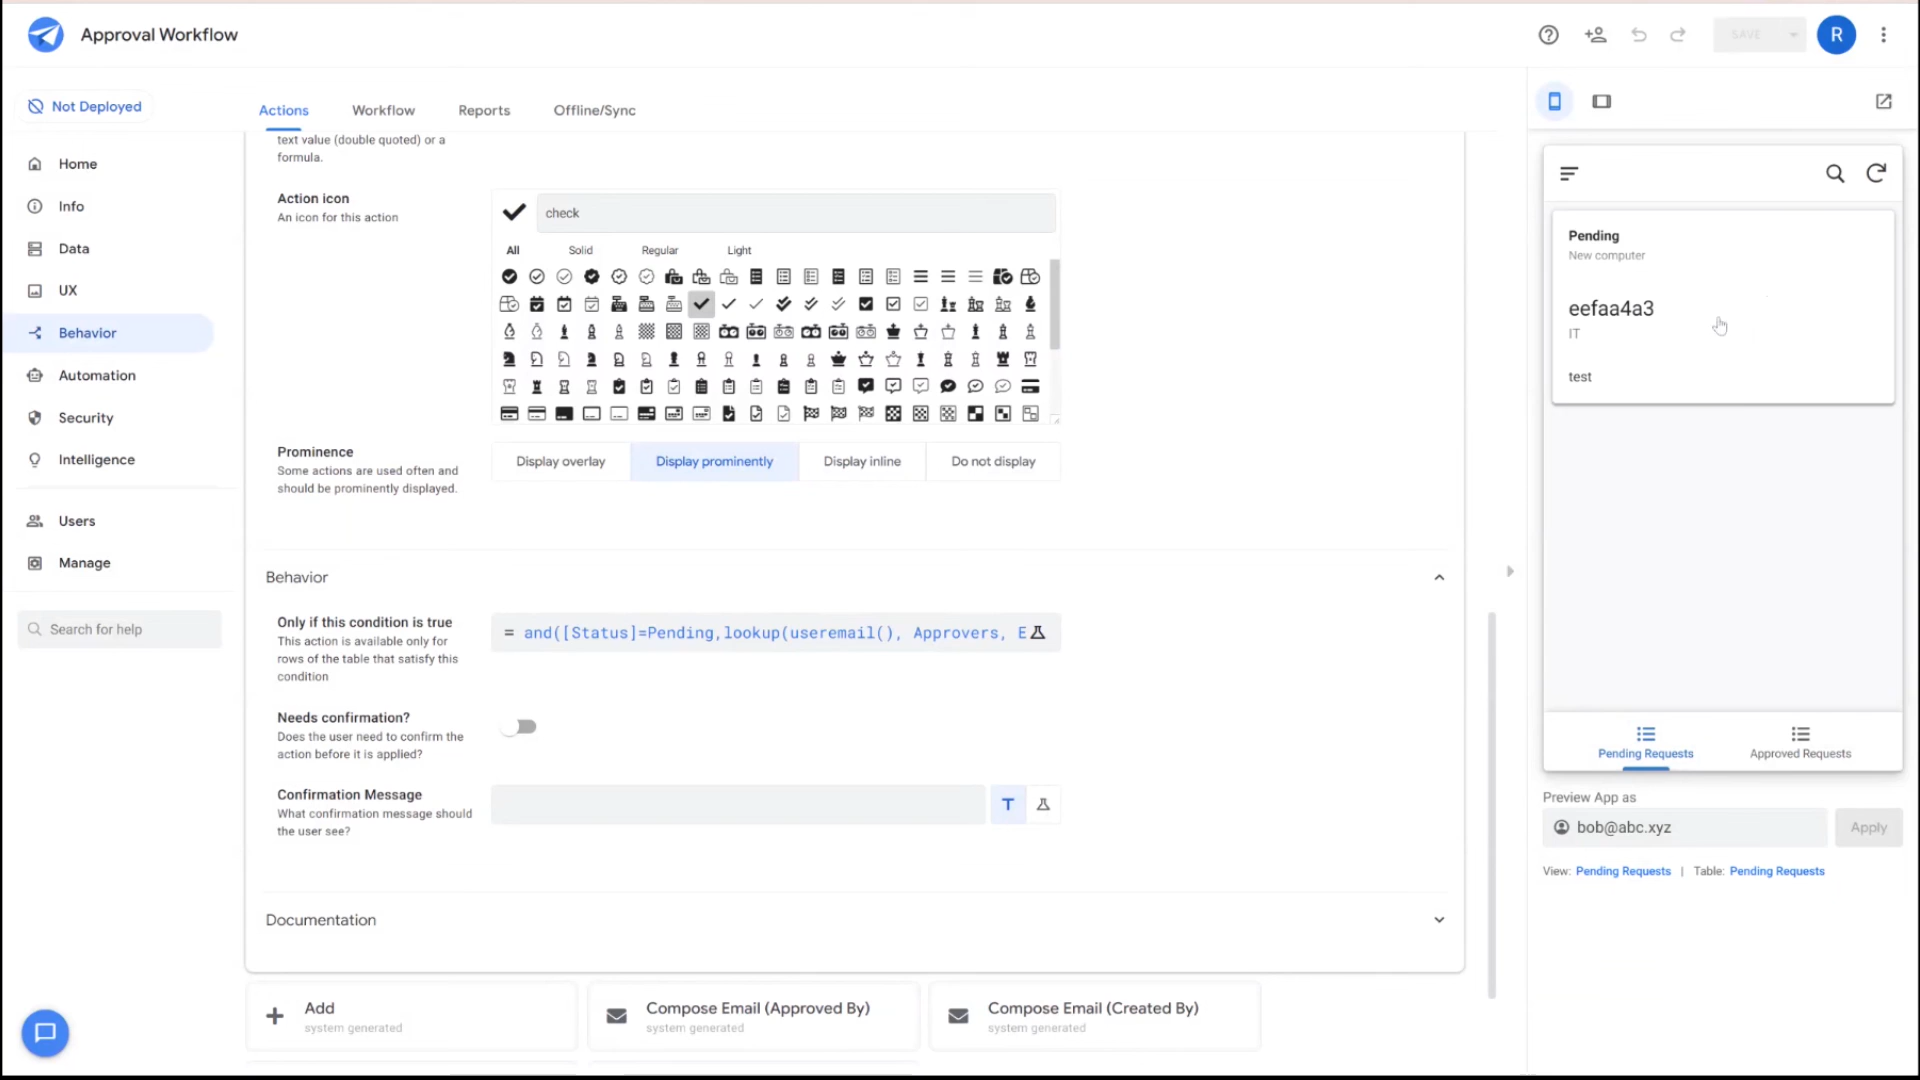 Approval Workflow
SAVE
R
Not Deployed
Actions
Workflow
Reports
Offline/Sync
Home
Info
Data
UX
Behavior
Automation
Security
Intelligence
Users
Manage
Search for help
text value (double quoted) or a
formula.
Action icon
An icon for this action
check
All
Solid
Regular
Light
Prominence
Some actions are used often and
should be prominently displayed.
Display overlay
Display prominently
Display inline
Do not display
Behavior
Only if this condition is true
This action is available only for
rows of the table that satisfy this
condition
= and([Status]=Pending,lookup(useremail(), Approvers, E
Needs confirmation?
Does the user need to confirm the
action before it is applied?
Confirmation Message
What confirmation message should
the user see?
T
Documentation
Add
system generated
Compose Email (Approved By)
system generated
Compose Email (Created By)
system generated
Pending
New computer
eefaa4a3
IT
test
Pending Requests
Approved Requests
Preview App as
bob@abc.xyz
Apply
View: Pending Requests | Table: Pending Requests